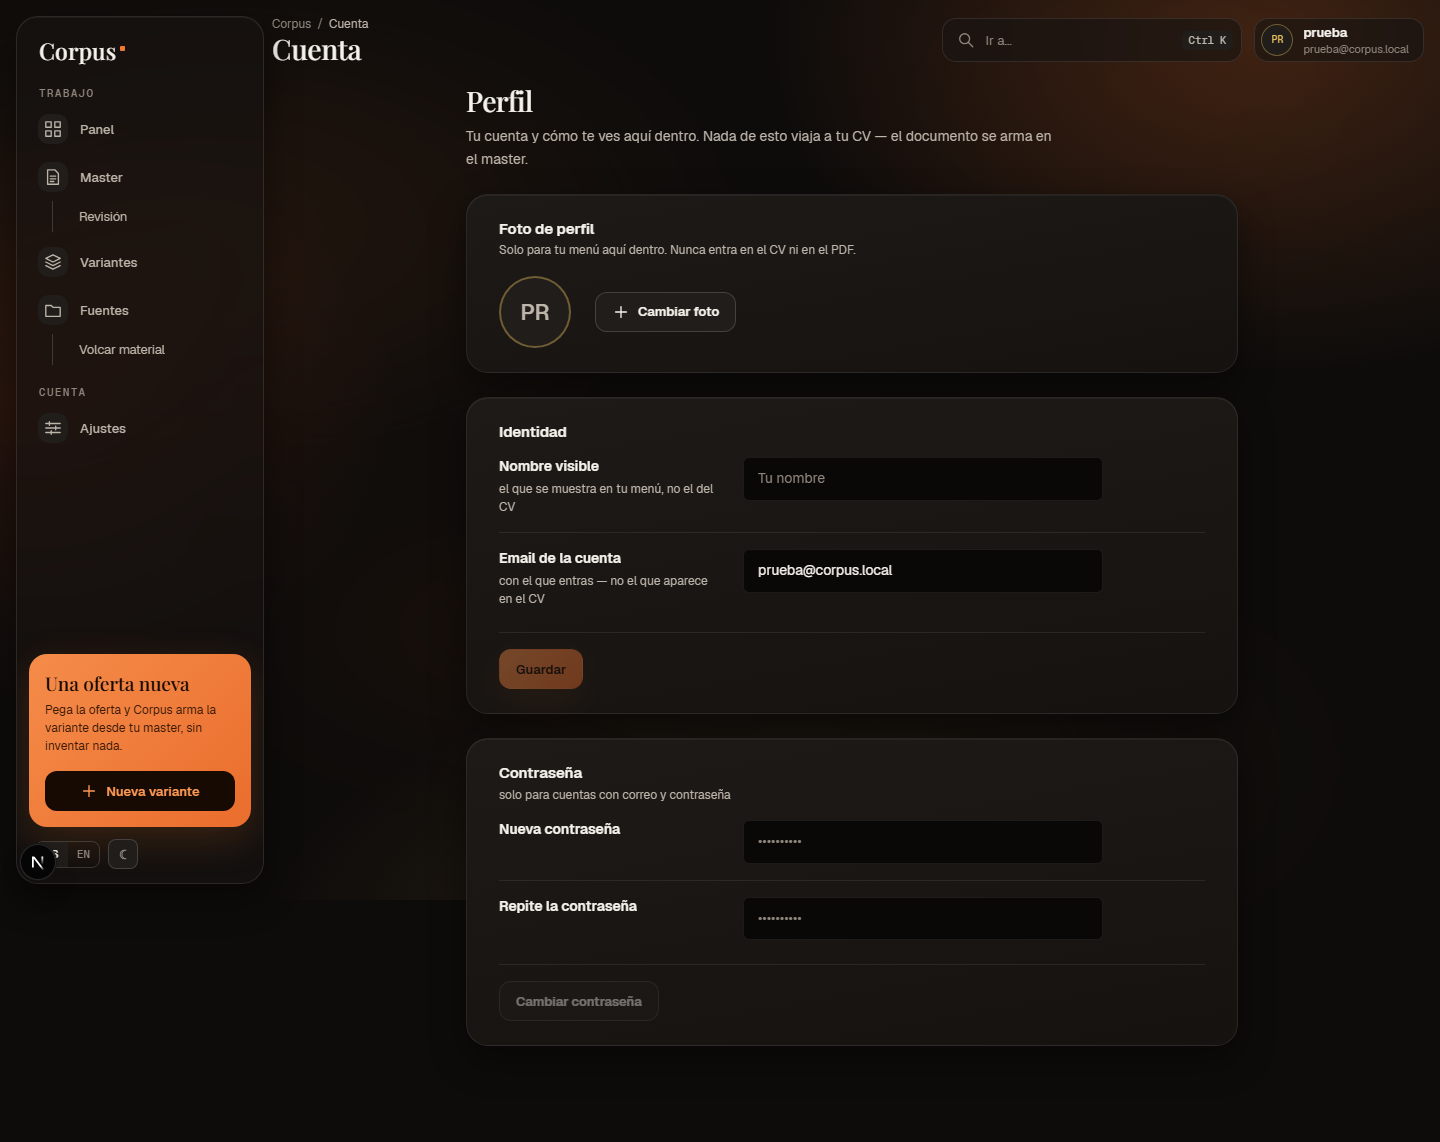 Corpus
TRABAJO
Panel
Master
Revisión
Variantes
Fuentes
Volcar material
CUENTA
Ajustes
Una oferta nueva
Pega la oferta y Corpus arma la
variante desde tu master, sin
inventar nada.
Nueva variante
EN
Corpus / Cuenta
Cuenta
Ir a...
Ctrl K
PR
prueba
prueba@corpus.local
Perfil
Tu cuenta y cómo te ves aquí dentro. Nada de esto viaja a tu CV — el documento se arma en
el master.
Foto de perfil
Solo para tu menú aquí dentro. Nunca entra en el CV ni en el PDF.
PR
Cambiar foto
Identidad
Nombre visible
el que se muestra en tu menú, no el del
CV
Tu nombre
Email de la cuenta
con el que entras — no el que aparece
en el CV
prueba@corpus.local
Guardar
Contraseña
solo para cuentas con correo y contraseña
Nueva contraseña
••••••••••
Repite la contraseña
••••••••••
Cambiar contraseña